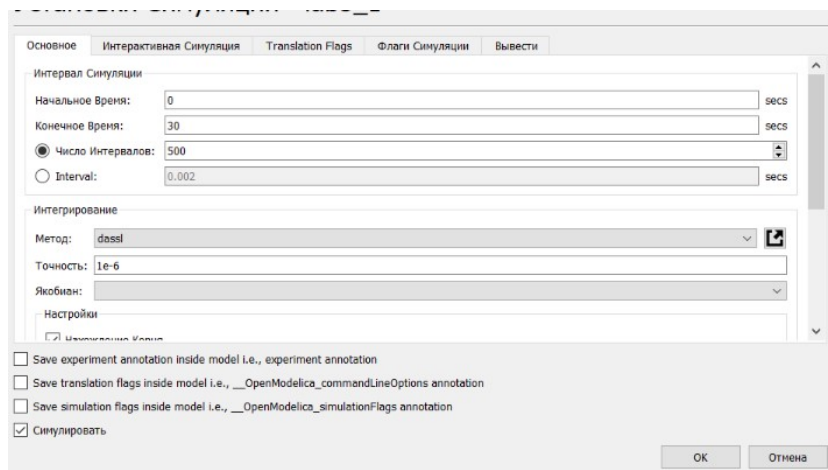 Основное Интерактивная Симуляция Translation Flags Флаги Симуляции Вывести
Интервал Симуляции
Начальное Время: 0 secs
Конечное Время: 30 secs
Число Интервалов: 500
Interval: 0.002 secs
Интегрирование
Метод: dassl
Точность: 1e-6
Якобиан:
Настройки
Save experiment annotation inside model i.e., experiment annotation
Save translation flags inside model i.e., __OpenModelica_commandLineOptions annotation
Save simulation flags inside model i.e., __OpenModelica_simulationFlags annotation
Симулировать
OK Отмена